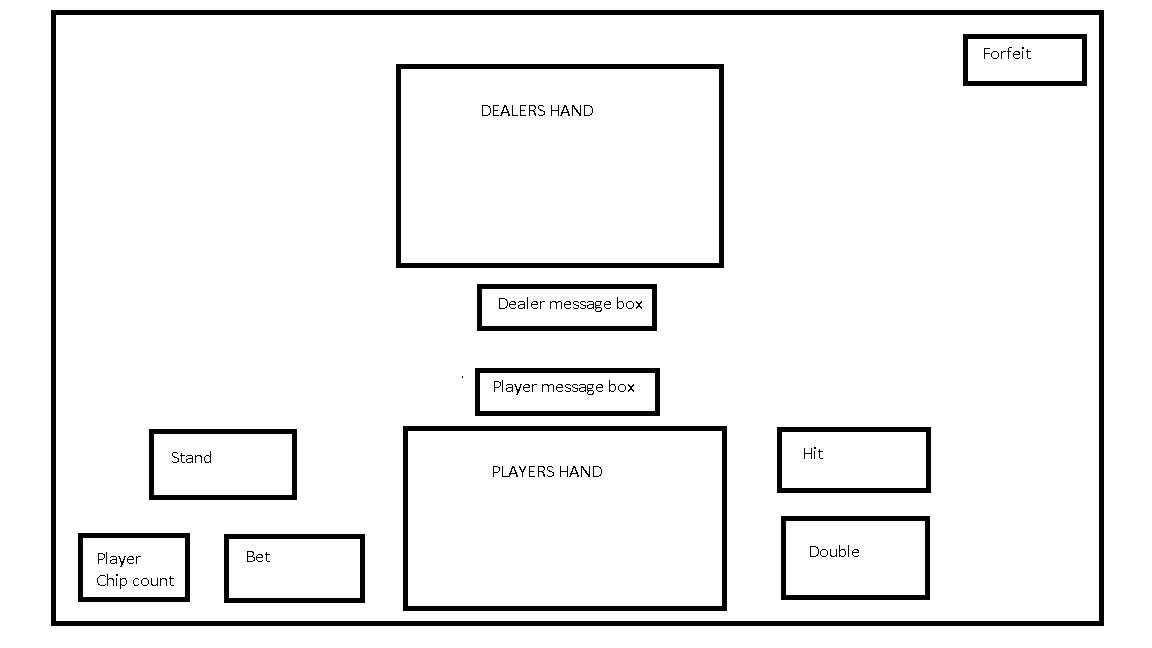 Forfeit
DEALERS HAND
Dealer message box
Player message box
Stand
PLAYERS HAND
Hit
Player
Chip count
Bet
Double